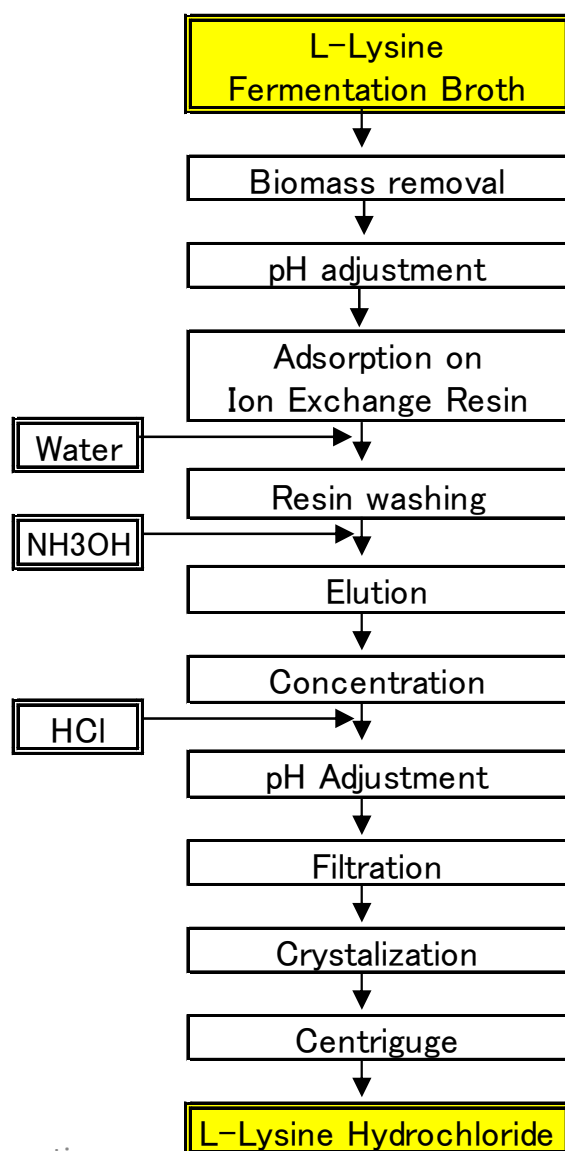 L-Lysine
Fermentation Broth
Biomass removal
pH adjustment
Adsorption on
Ion Exchange Resin
Water
Resin washing
NH3OH
Elution
Concentration
HCl
pH Adjustment
Filtration
Crystalization
Centriguge
L-Lysine Hydrochloride